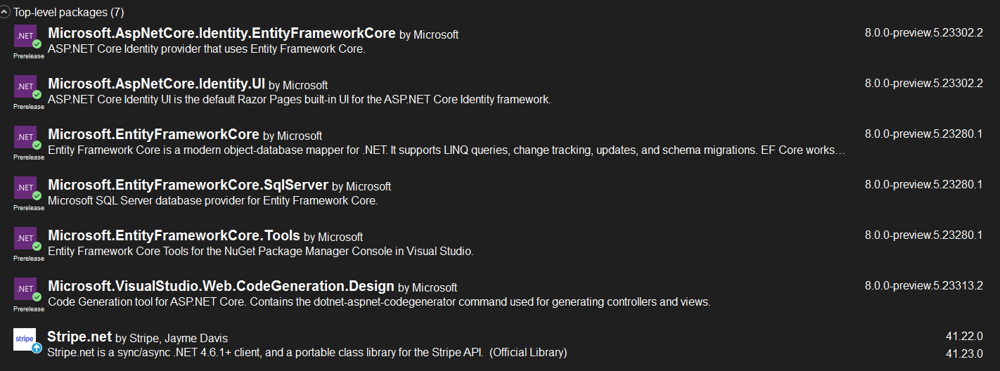 Top-level packages (7)
.NET
Microsoft.AspNetCore.Identity.EntityFrameworkCore by Microsoft
8.0.0-preview.5.23302.2
ASP.NET Core Identity provider that uses Entity Framework Core.
Prerelease
.NET
Microsoft.AspNetCore.Identity.UI by Microsoft
8.0.0-preview.5.23302.2
ASP.NET Core Identity UI is the default Razor Pages built-in UI for the ASP.NET Core Identity framework.
Prerelease
.NET
Microsoft.EntityFrameworkCore by Microsoft
8.0.0-preview.5.23280.1
Entity Framework Core is a modern object-database mapper for .NET. It supports LINQ queries, change tracking, updates, and schema migrations. EF Core works…
Prerelease
.NET
Microsoft.EntityFrameworkCore.SqlServer by Microsoft
8.0.0-preview.5.23280.1
Microsoft SQL Server database provider for Entity Framework Core.
Prerelease
.NET
Microsoft.EntityFrameworkCore.Tools by Microsoft
8.0.0-preview.5.23280.1
Entity Framework Core Tools for the NuGet Package Manager Console in Visual Studio.
Prerelease
.NET
Microsoft.VisualStudio.Web.CodeGeneration.Design by Microsoft
8.0.0-preview.5.23313.2
Code Generation tool for ASP.NET Core. Contains the dotnet-aspnet-codegenerator command used for generating controllers and views.
Prerelease
stripe
Stripe.net by Stripe, Jayme Davis
41.22.0
Stripe.net is a sync/async .NET 4.6.1+ client, and a portable class library for the Stripe API.  (Official Library)
41.23.0